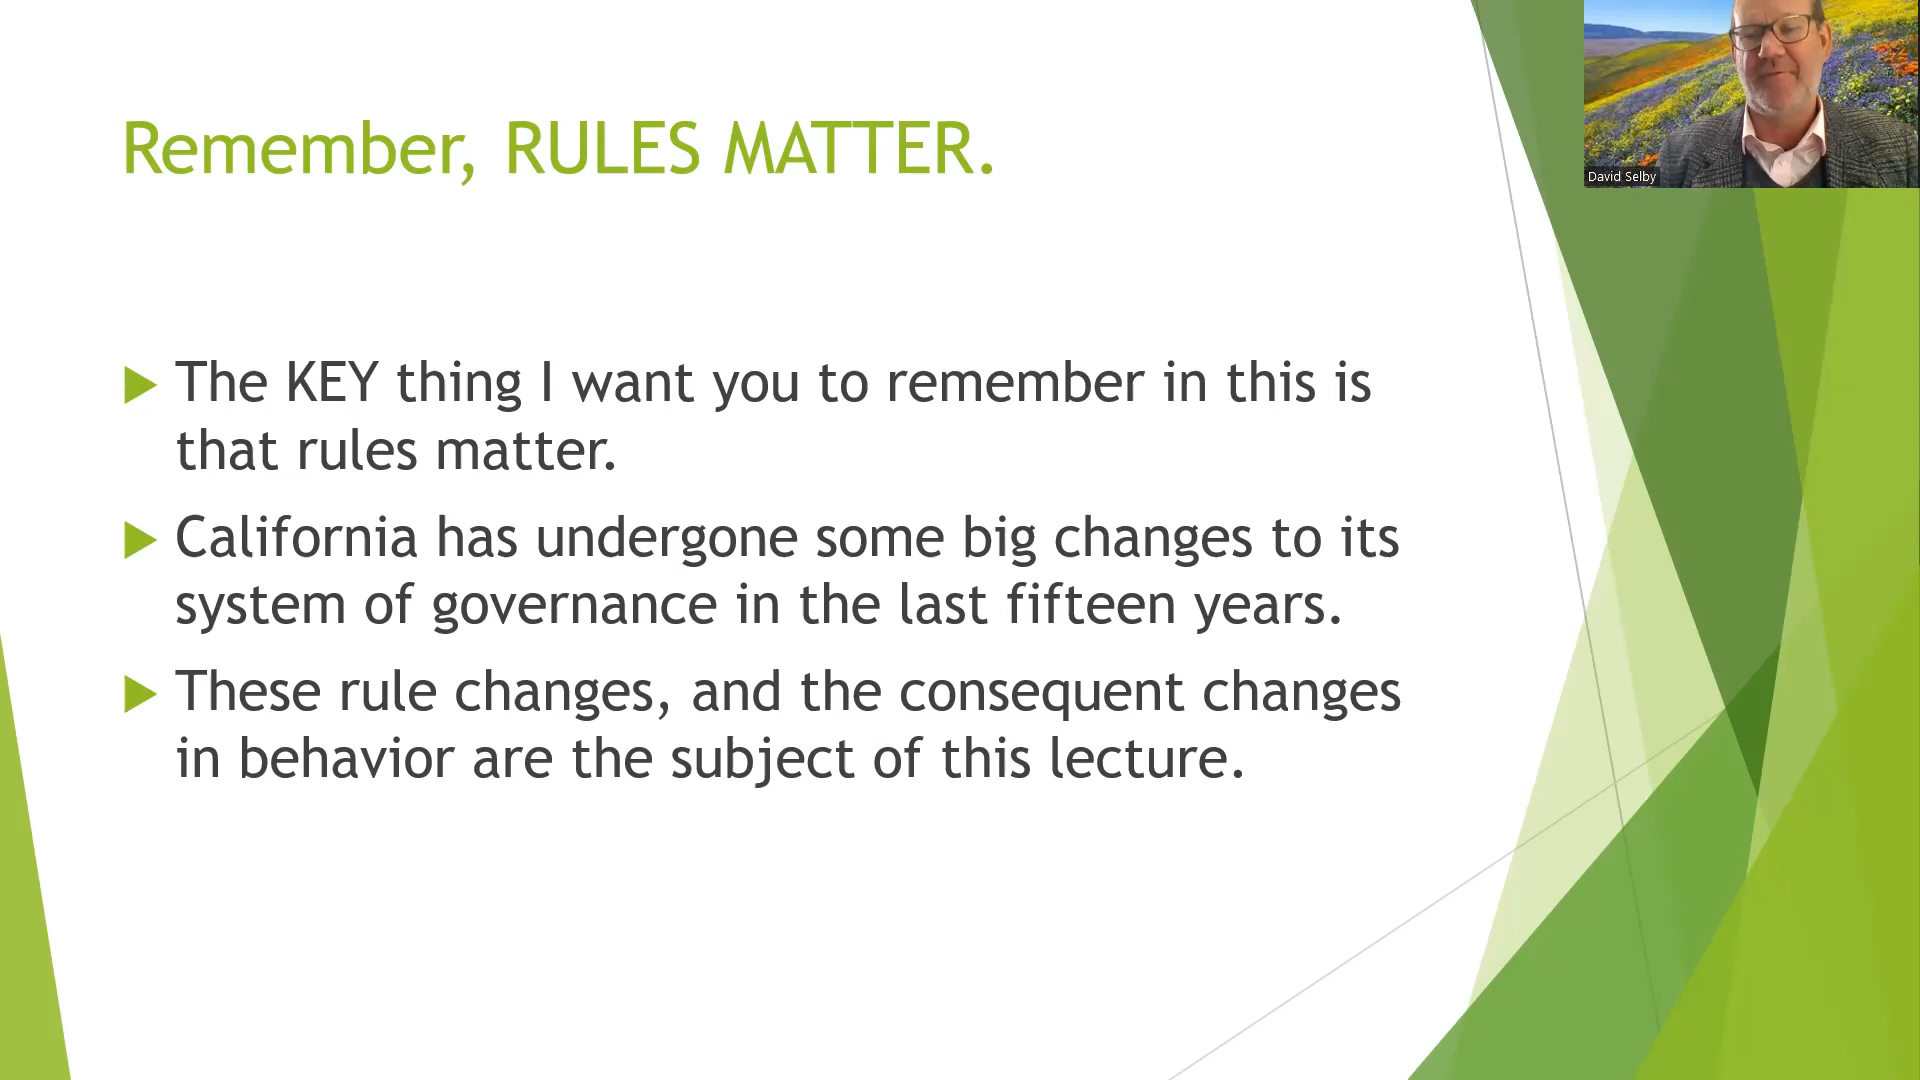 Remember, RULES MATTER.
David Selby
The KEY thing I want you to remember in this is
that rules matter.
California has undergone some big changes to its
system of governance in the last fifteen years.
These rule changes, and the consequent changes
in behavior are the subject of this lecture.